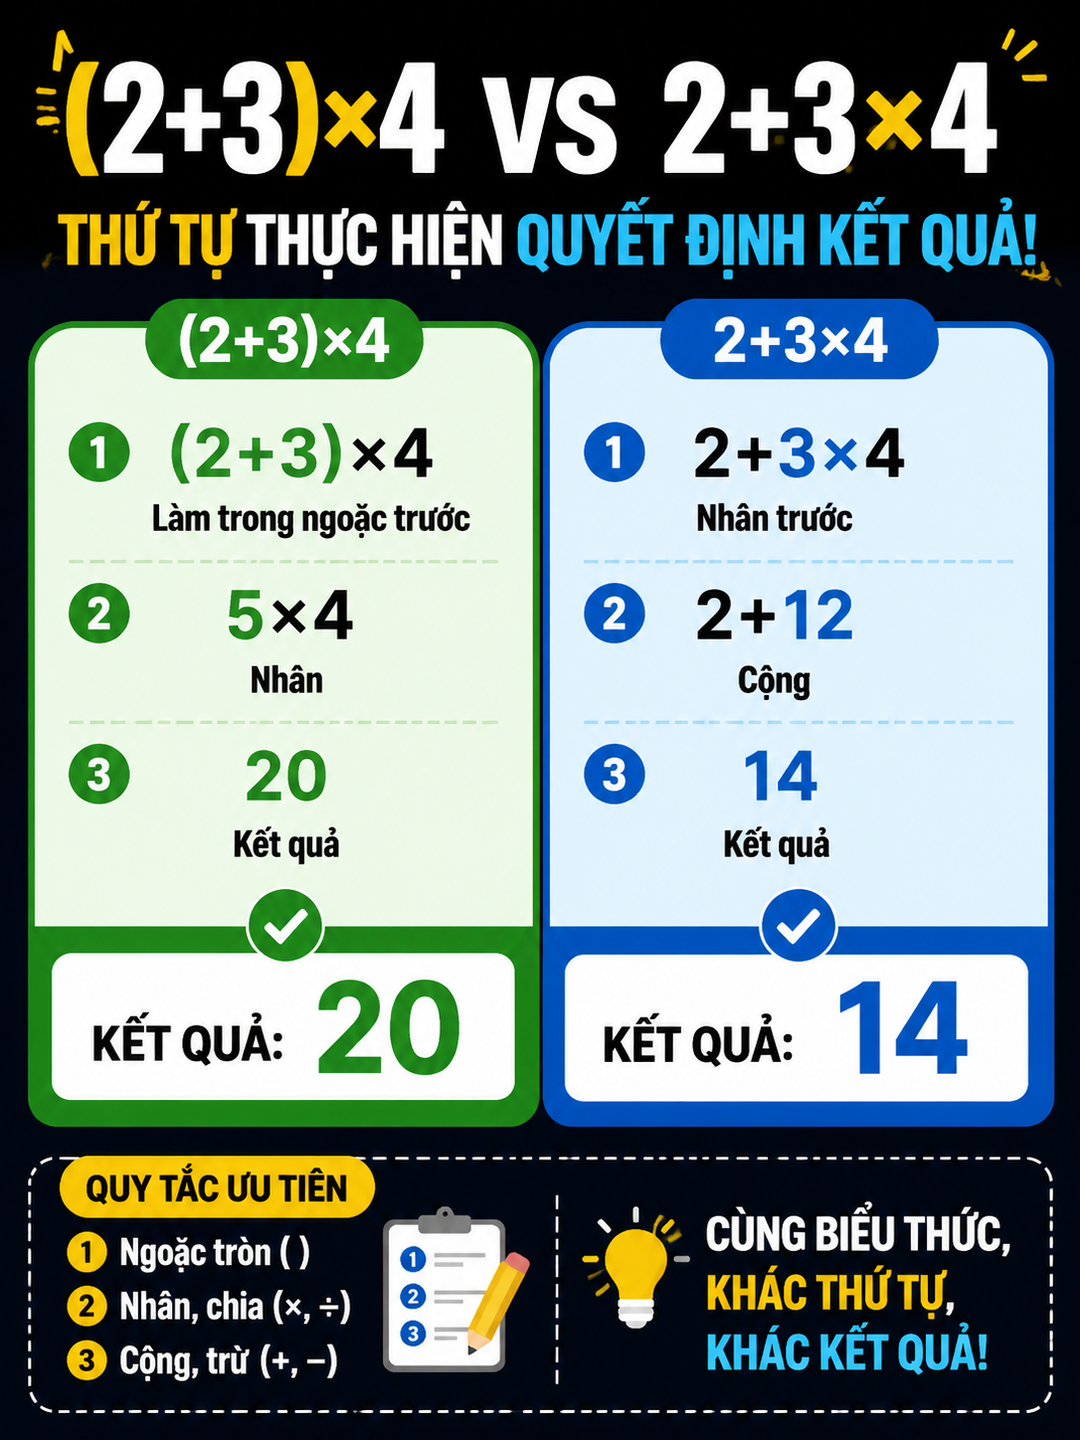 (2+3)×4 VS 2+3×4
THỨ TỰ THỰC HIỆN QUYẾT ĐỊNH KẾT QUẢ!
(2+3)×4
1 (2+3)×4
Làm trong ngoặc trước
2 5×4
Nhân
3 20
Kết quả
KẾT QUẢ: 20
2+3×4
1 2+3×4
Nhân trước
2 2+12
Cộng
3 14
Kết quả
KẾT QUẢ: 14
QUY TẮC ƯU TIÊN
1 Ngoặc tròn ( )
2 Nhân, chia (×, ÷)
3 Cộng, trừ (+, −)
1
2
3
CÙNG BIỂU THỨC,
KHÁC THỨ TỰ,
KHÁC KẾT QUẢ!